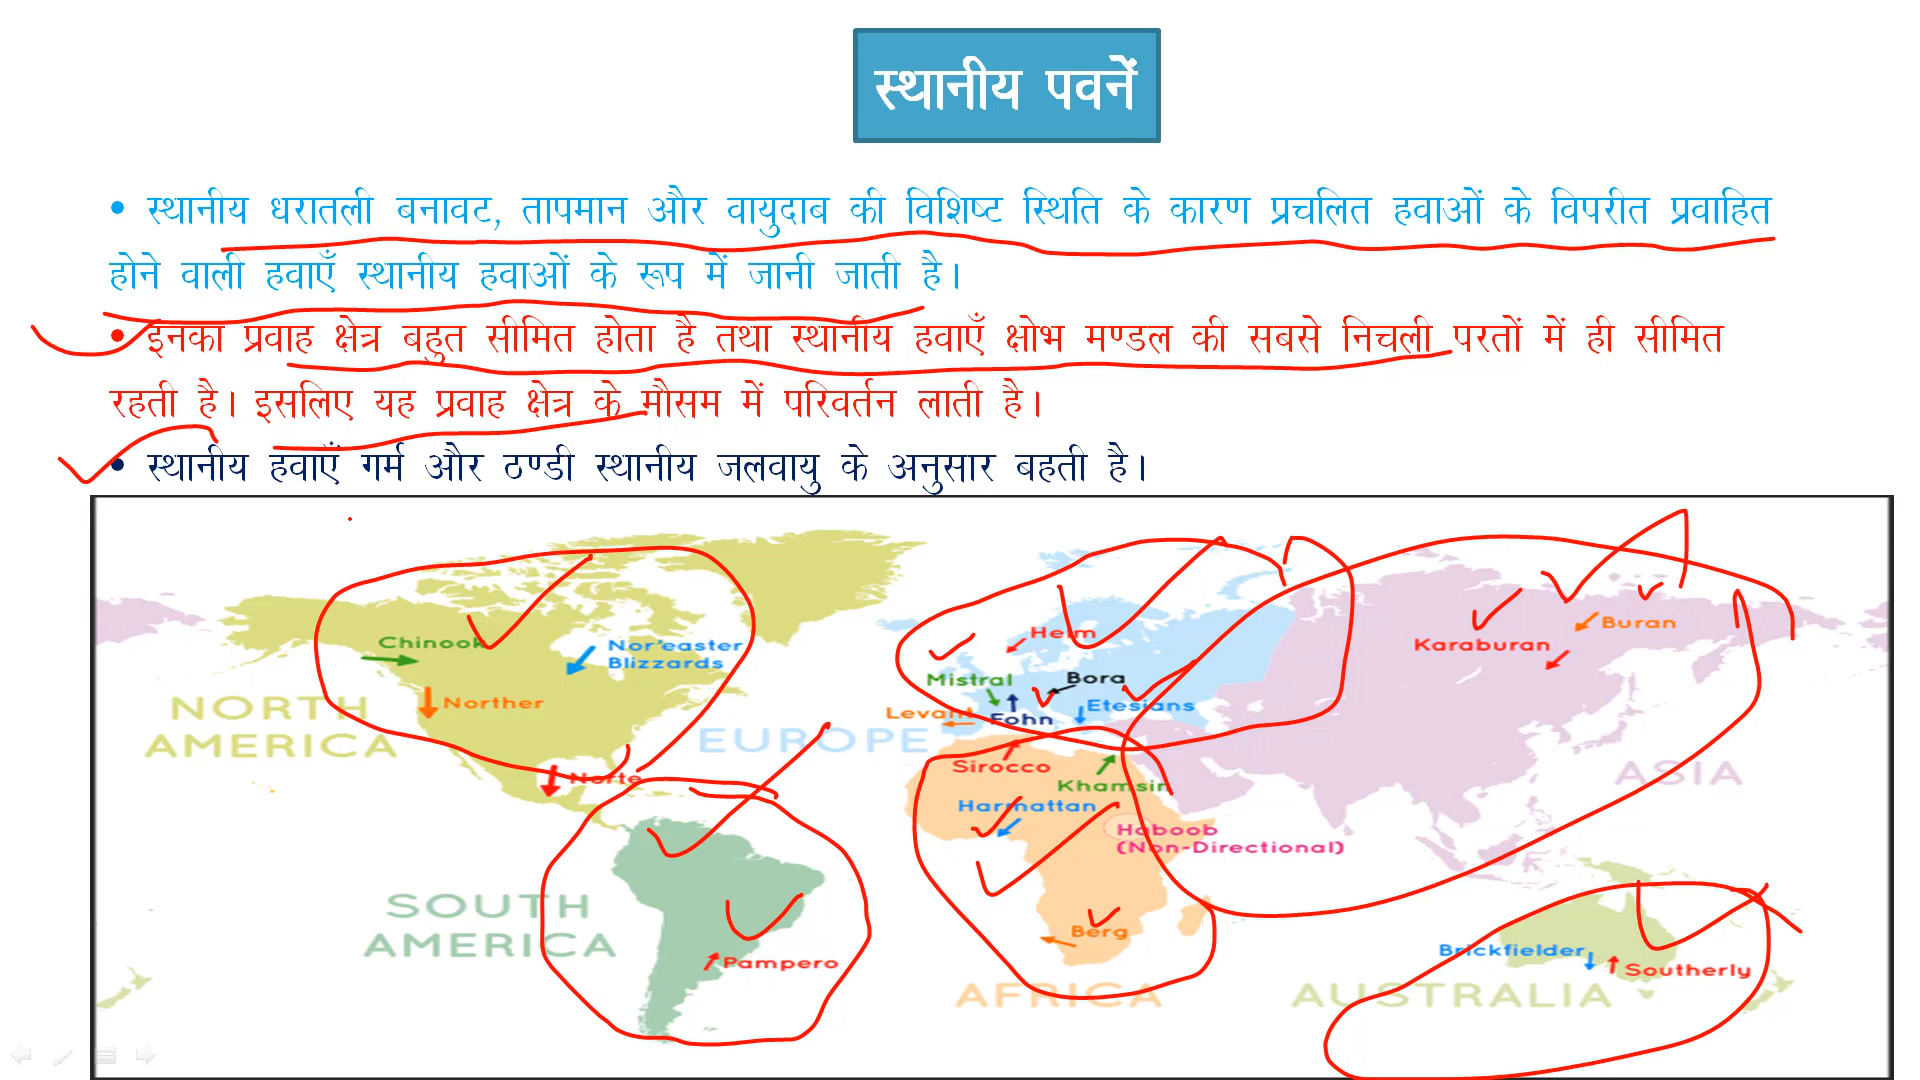 स्थानीय पवनें
• स्थानीय धरातली बनावट, तापमान और वायुदाब की विशिष्ट स्थिति के कारण प्रचलित हवाओं के विपरीत प्रवाहित
होने वाली हवाएँ स्थानीय हवाओं के रूप में जानी जाती है।
• इनका प्रवाह क्षेत्र बहुत सीमित होता है तथा स्थानीय हवाएँ क्षोभ मण्डल की सबसे निचली परतों में ही सीमित
रहती है। इसलिए यह प्रवाह क्षेत्र के मौसम में परिवर्तन लाती है।
• स्थानीय हवाएँ गर्म और ठण्डी स्थानीय जलवायु के अनुसार बहती है।
Chinook
Nor'easter
Blizzards
Norther
NORTH
AMERICA
Norte
SOUTH
AMERICA
Pampero
Helm
Mistral
Bora
Levant
Fohn
Etesians
EUROPE
Sirocco
Khamsin
Harmattan
Haboob
(Non-Directional)
Berg
AFRICA
Buran
Karaburan
ASIA
Brickfielder
Southerly
AUSTRALIA